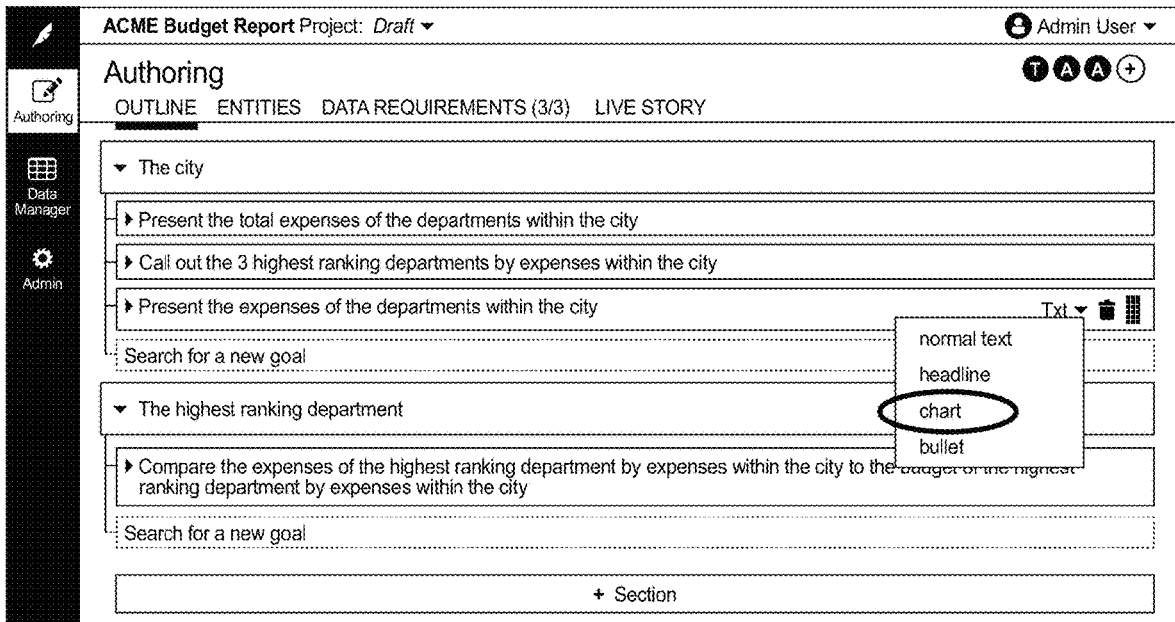 ACME Budget Report Project: Draft
Admin User
Authoring
T A A +
Authoring
OUTLINE ENTITIES DATA REQUIREMENTS (3/3) LIVE STORY
The city
Data
Manager
Present the total expenses of the departments within the city
Call out the 3 highest ranking departments by expenses within the city
Admin
Present the expenses of the departments within the city
Txt
normal text
headline
chart
bullet
Search for a new goal
The highest ranking department
Compare the expenses of the highest ranking department by expenses within the city to the budget of the highest
ranking department by expenses within the city
Search for a new goal
+ Section